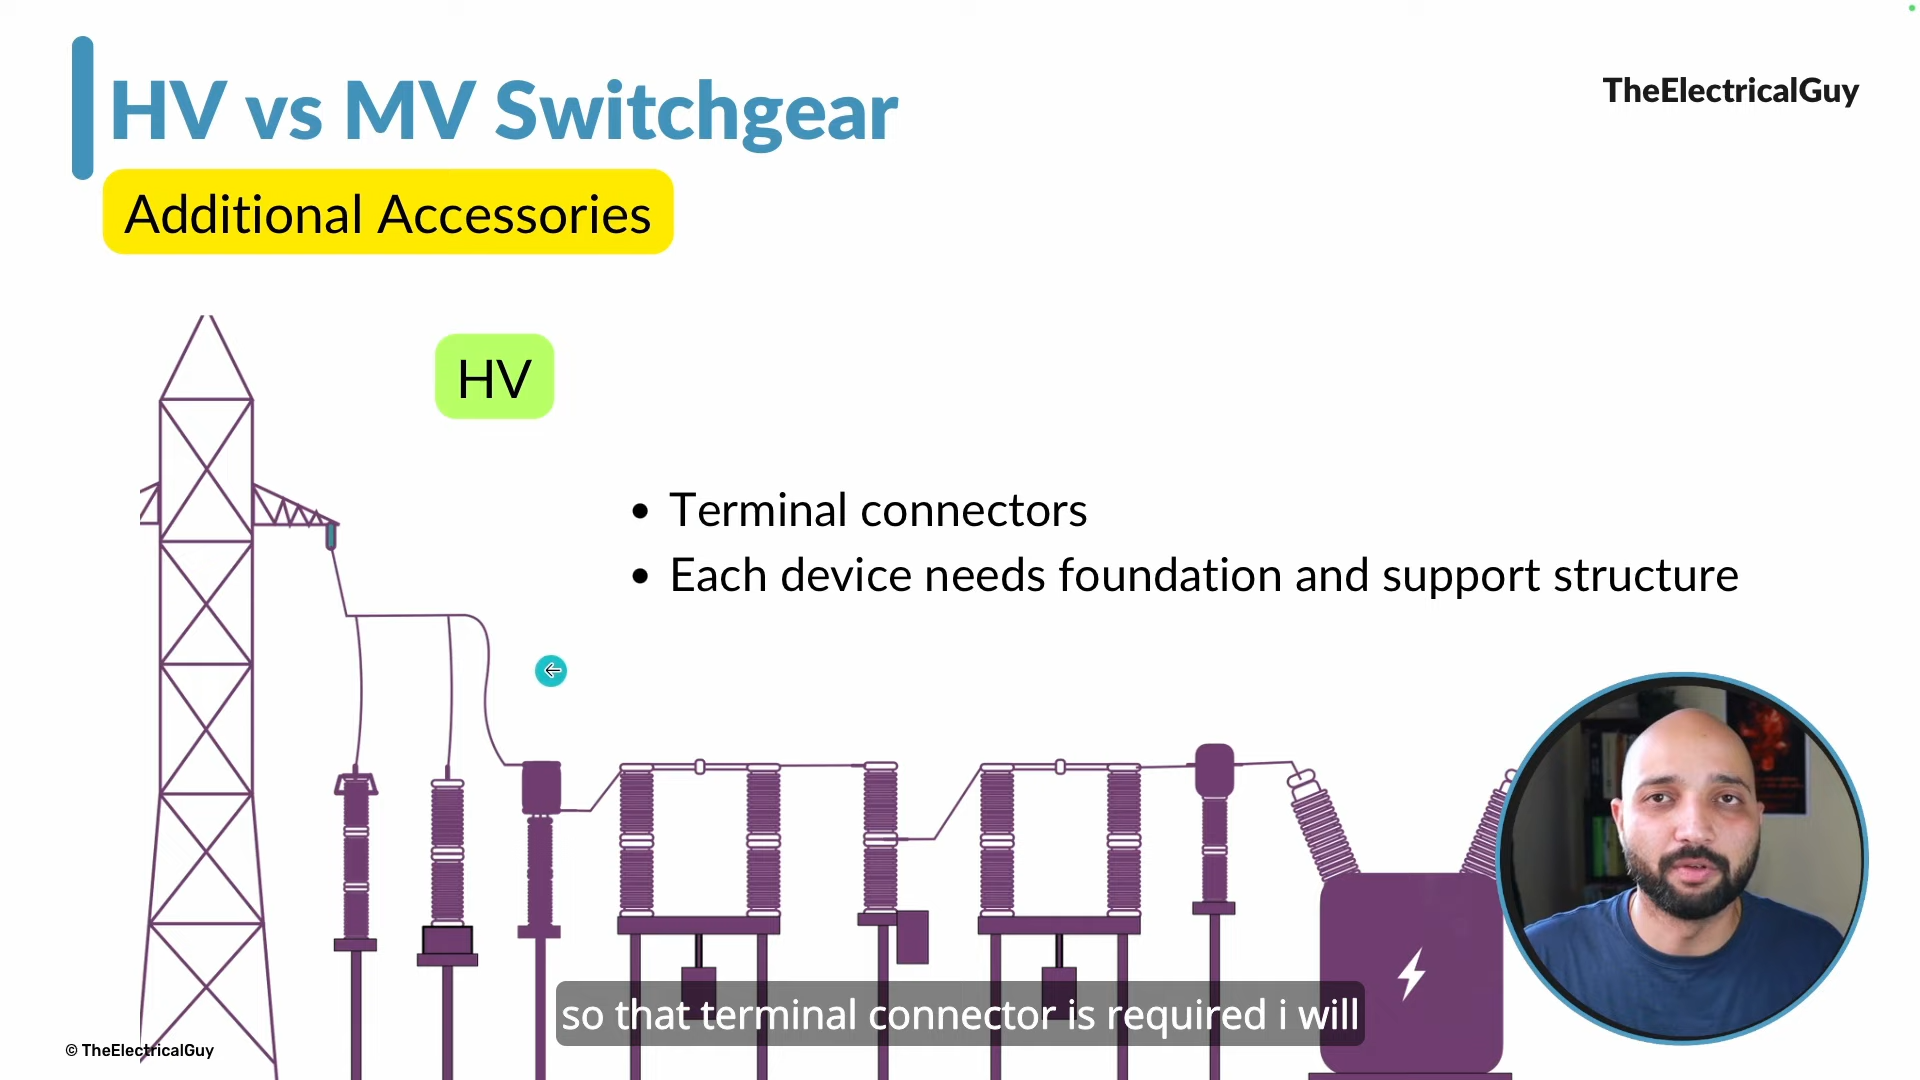 HV vs MV Switchgear
TheElectricalGuy
Additional Accessories
HV
• Terminal connectors
• Each device needs foundation and support structure
so that terminal connector is required i will
© TheElectricalGuy